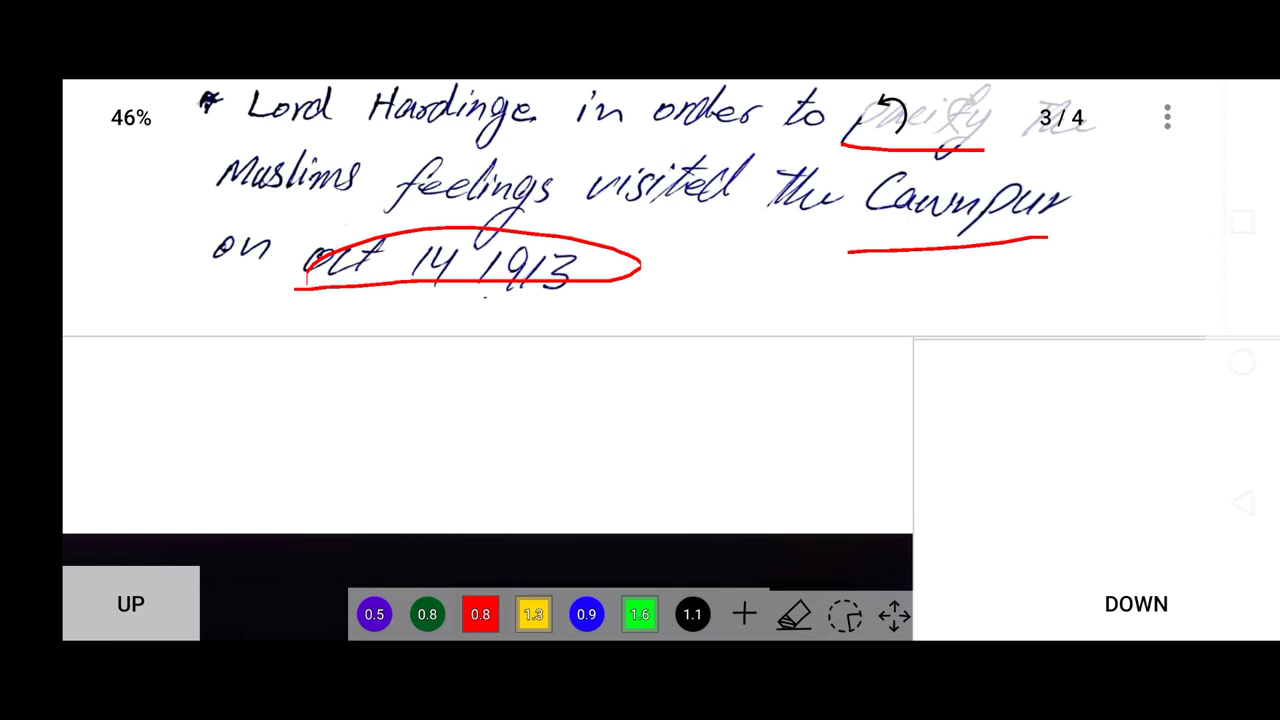 46%
* Lord Hardinge in order to pacify the
3 / 4
Muslims feelings visited the Cawnpur
on oct 14 1913
UP
0.5 0.8 0.8 1.3 0.9 1.6 1.1
DOWN